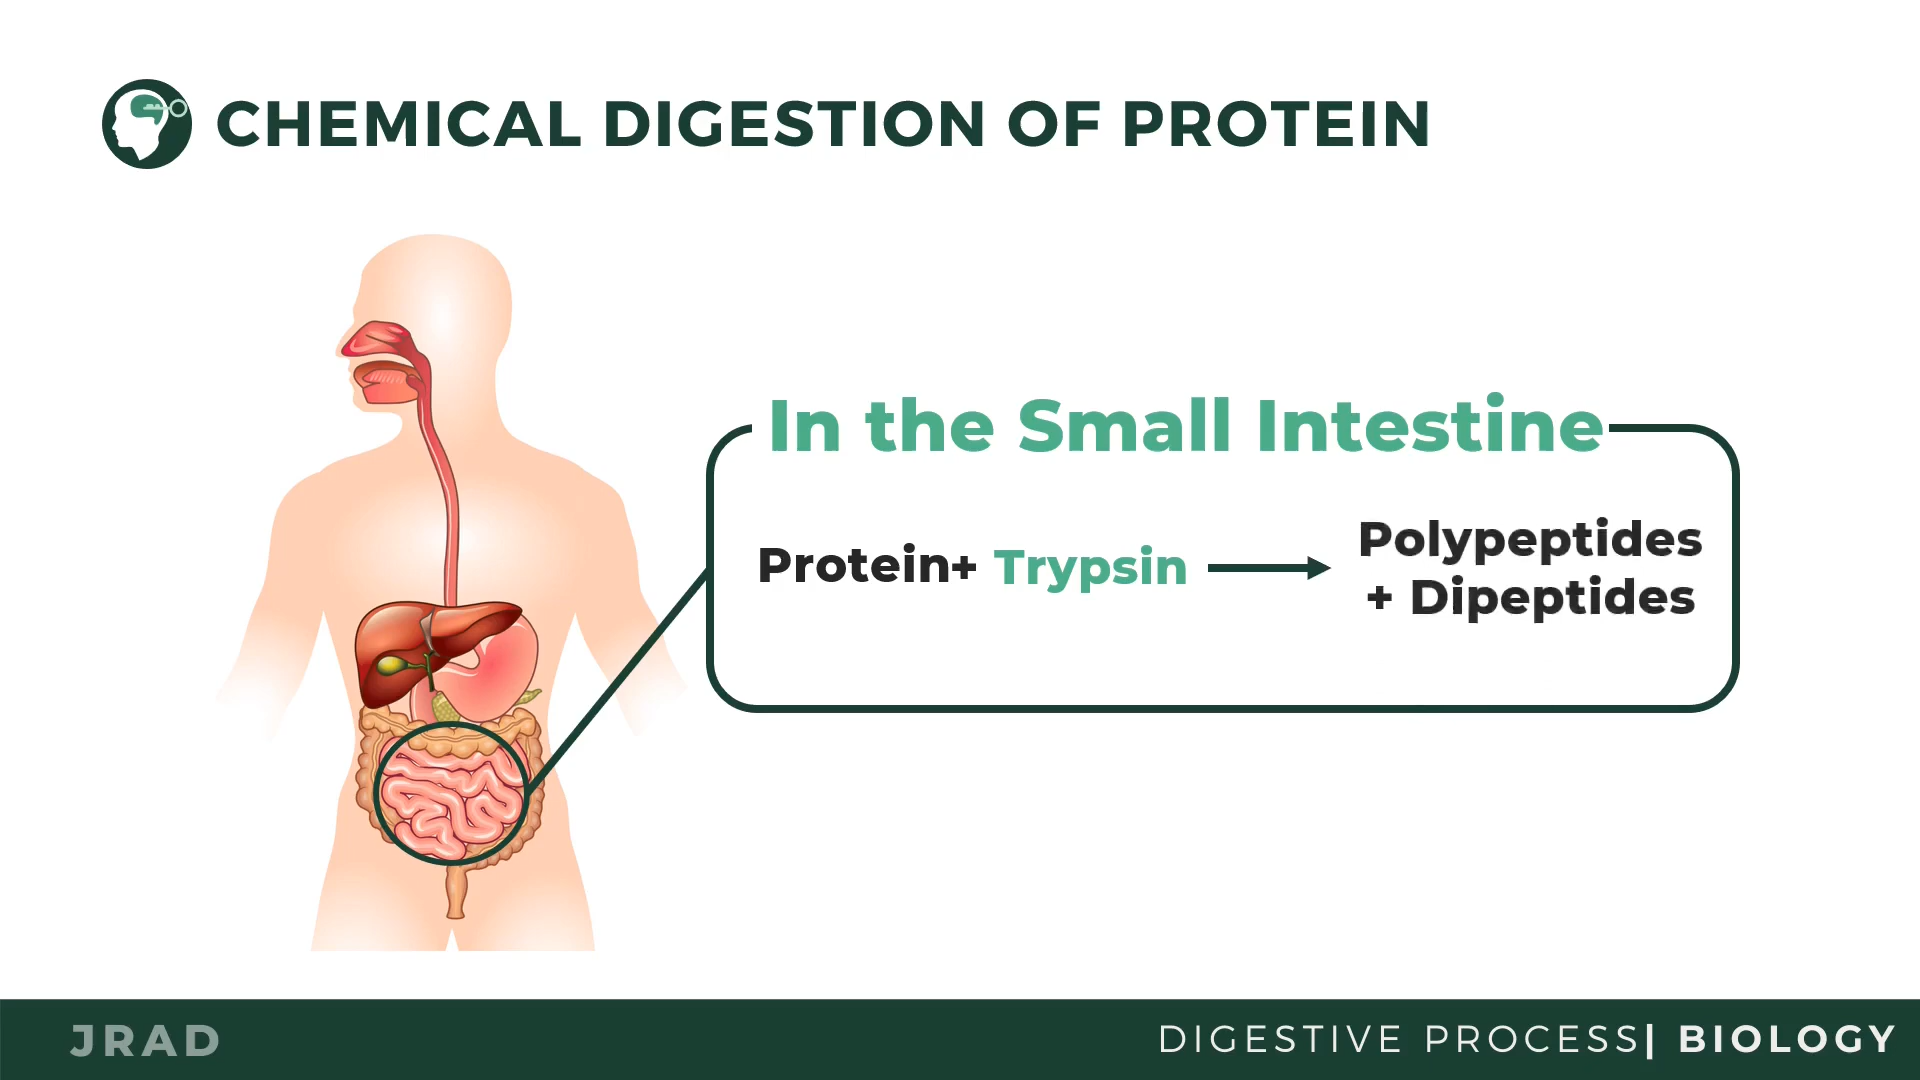 CHEMICAL DIGESTION OF PROTEIN
In the Small Intestine
Protein+ Trypsin
Polypeptides
+ Dipeptides
JRAD
DIGESTIVE PROCESS| BIOLOGY